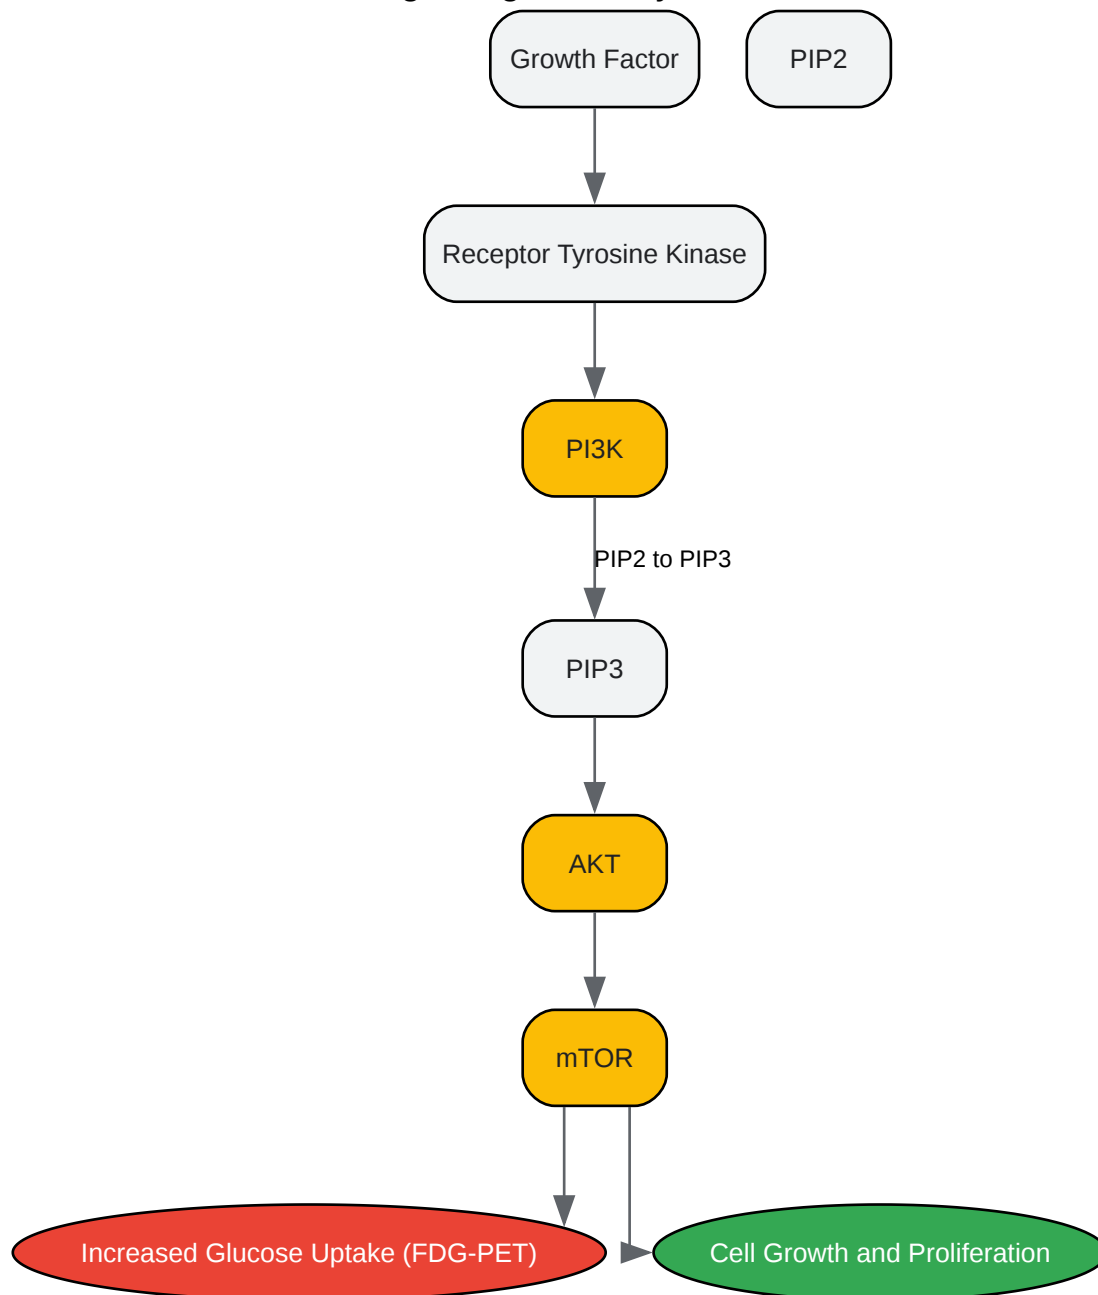 Growth Factor
PIP2
Receptor Tyrosine Kinase
PI3K
PIP2 to PIP3
PIP3
AKT
mTOR
Increased Glucose Uptake (FDG-PET)
Cell Growth and Proliferation